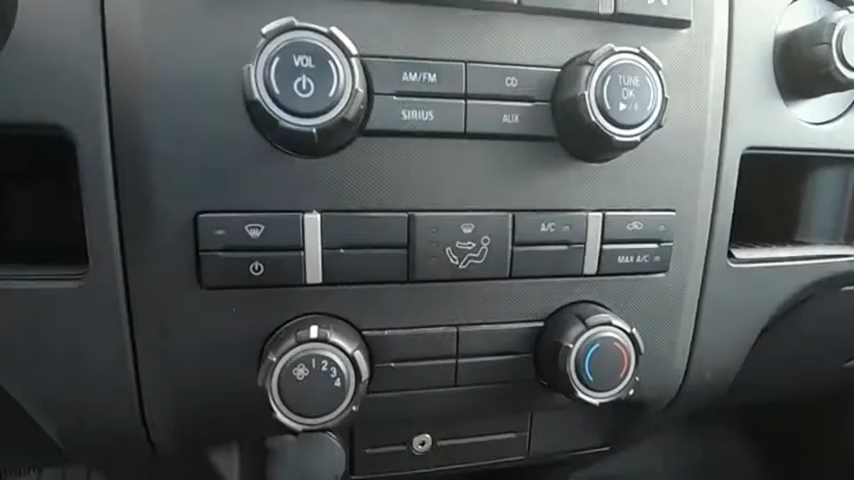 VOL
AM/FM
CD
TUNE
OK
SIRIUS
AUX
A/C
MAX A/C
1 2 3 4